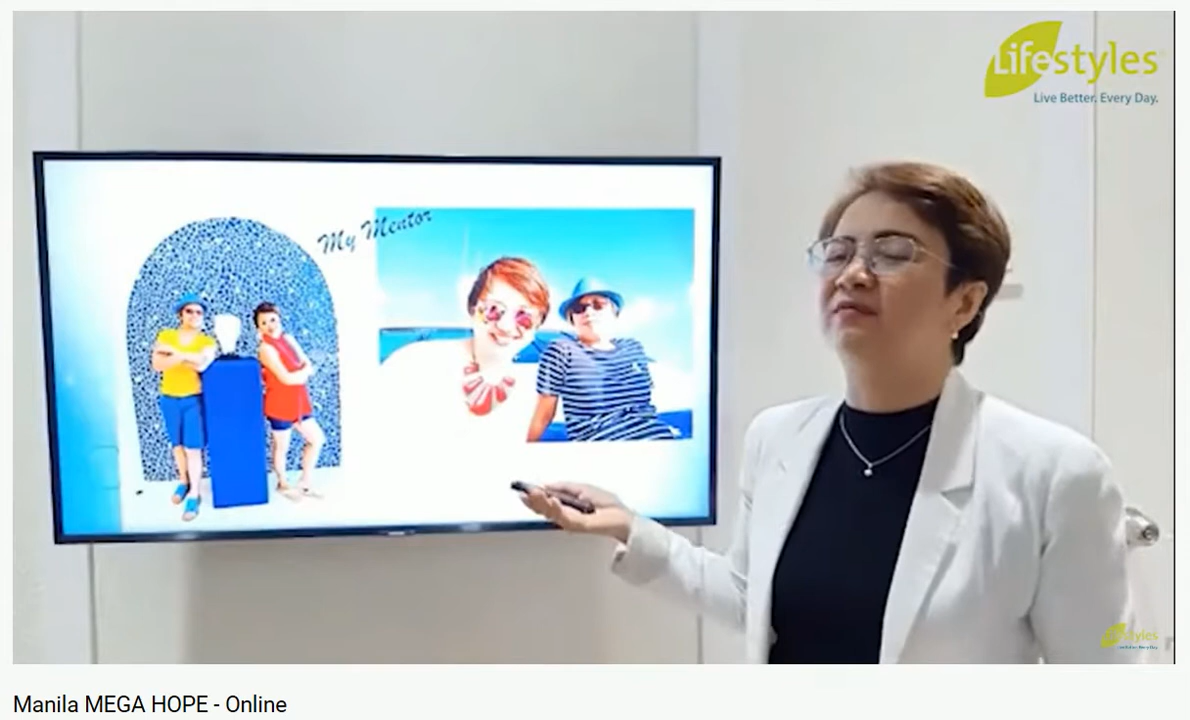 Lifestyles
Live Better. Every Day.
My Mentor
Manila MEGA HOPE - Online